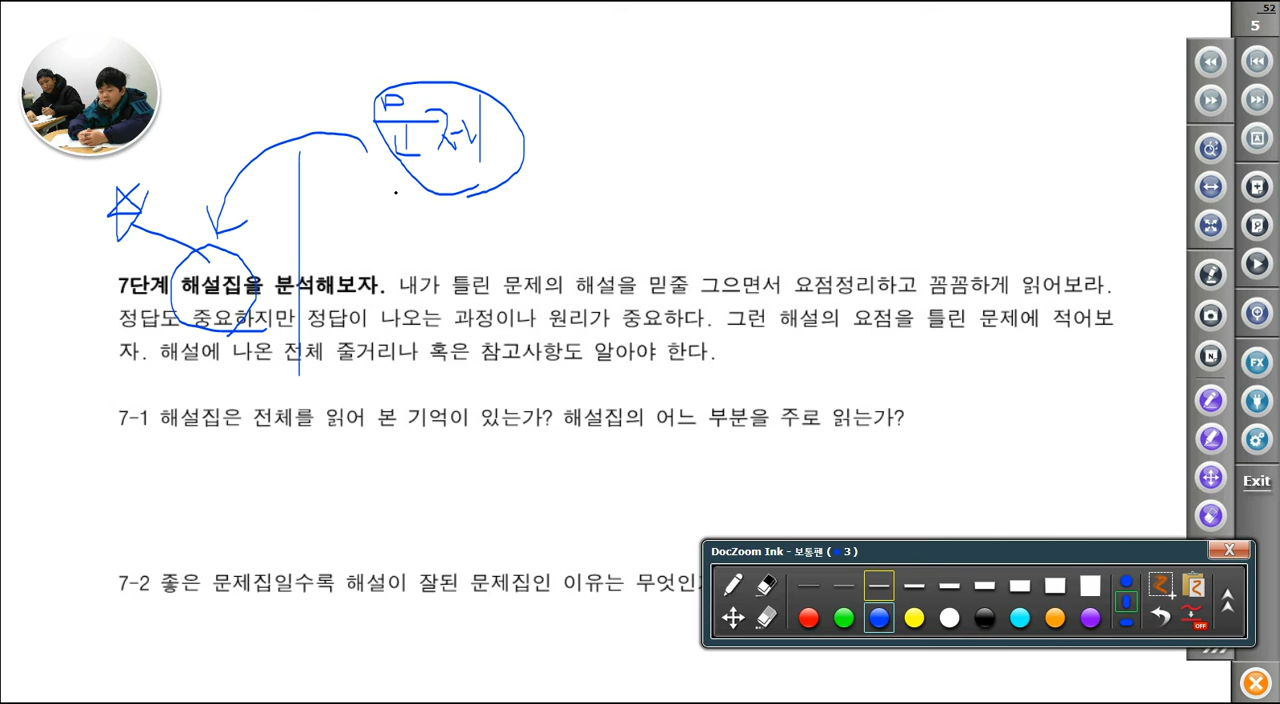 52
5
7단계 해설집을 분석해보자. 내가 틀린 문제의 해설을 밑줄 그으면서 요점정리하고 꼼꼼하게 읽어보라.
정답도 중요하지만 정답이 나오는 과정이나 원리가 중요하다. 그런 해설의 요점을 틀린 문제에 적어보
자. 해설에 나온 전체 줄거리나 혹은 참고사항도 알아야 한다.
7-1 해설집은 전체를 읽어 본 기억이 있는가? 해설집의 어느 부분을 주로 읽는가?
FX
Exit
DocZoom Ink - 보통펜 ( 3 )
7-2 좋은 문제집일수록 해설이 잘된 문제집인 이유는
OFF